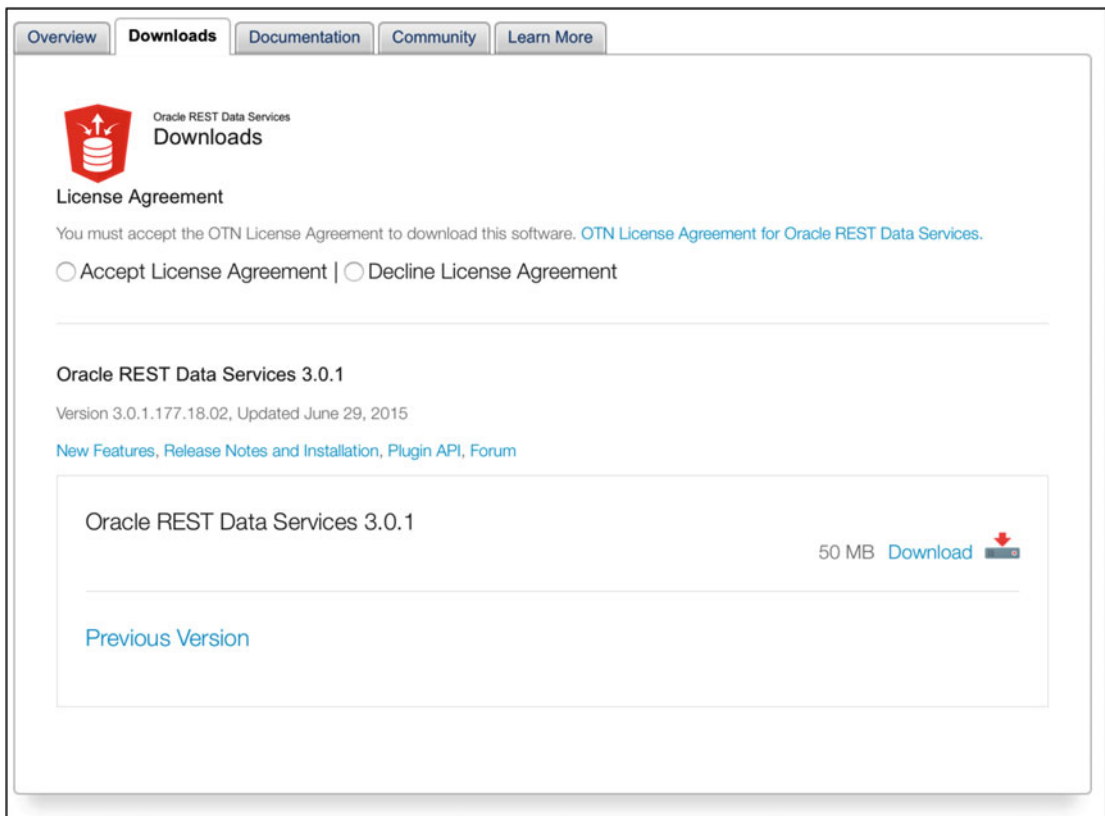 Overview Downloads Documentation Community Learn More
Oracle REST Data Services
Downloads
License Agreement
You must accept the OTN License Agreement to download this software. OTN License Agreement for Oracle REST Data Services.
Accept License Agreement | Decline License Agreement
Oracle REST Data Services 3.0.1
Version 3.0.1.177.18.02, Updated June 29, 2015
New Features, Release Notes and Installation, Plugin API, Forum
Oracle REST Data Services 3.0.1
50 MB Download
Previous Version